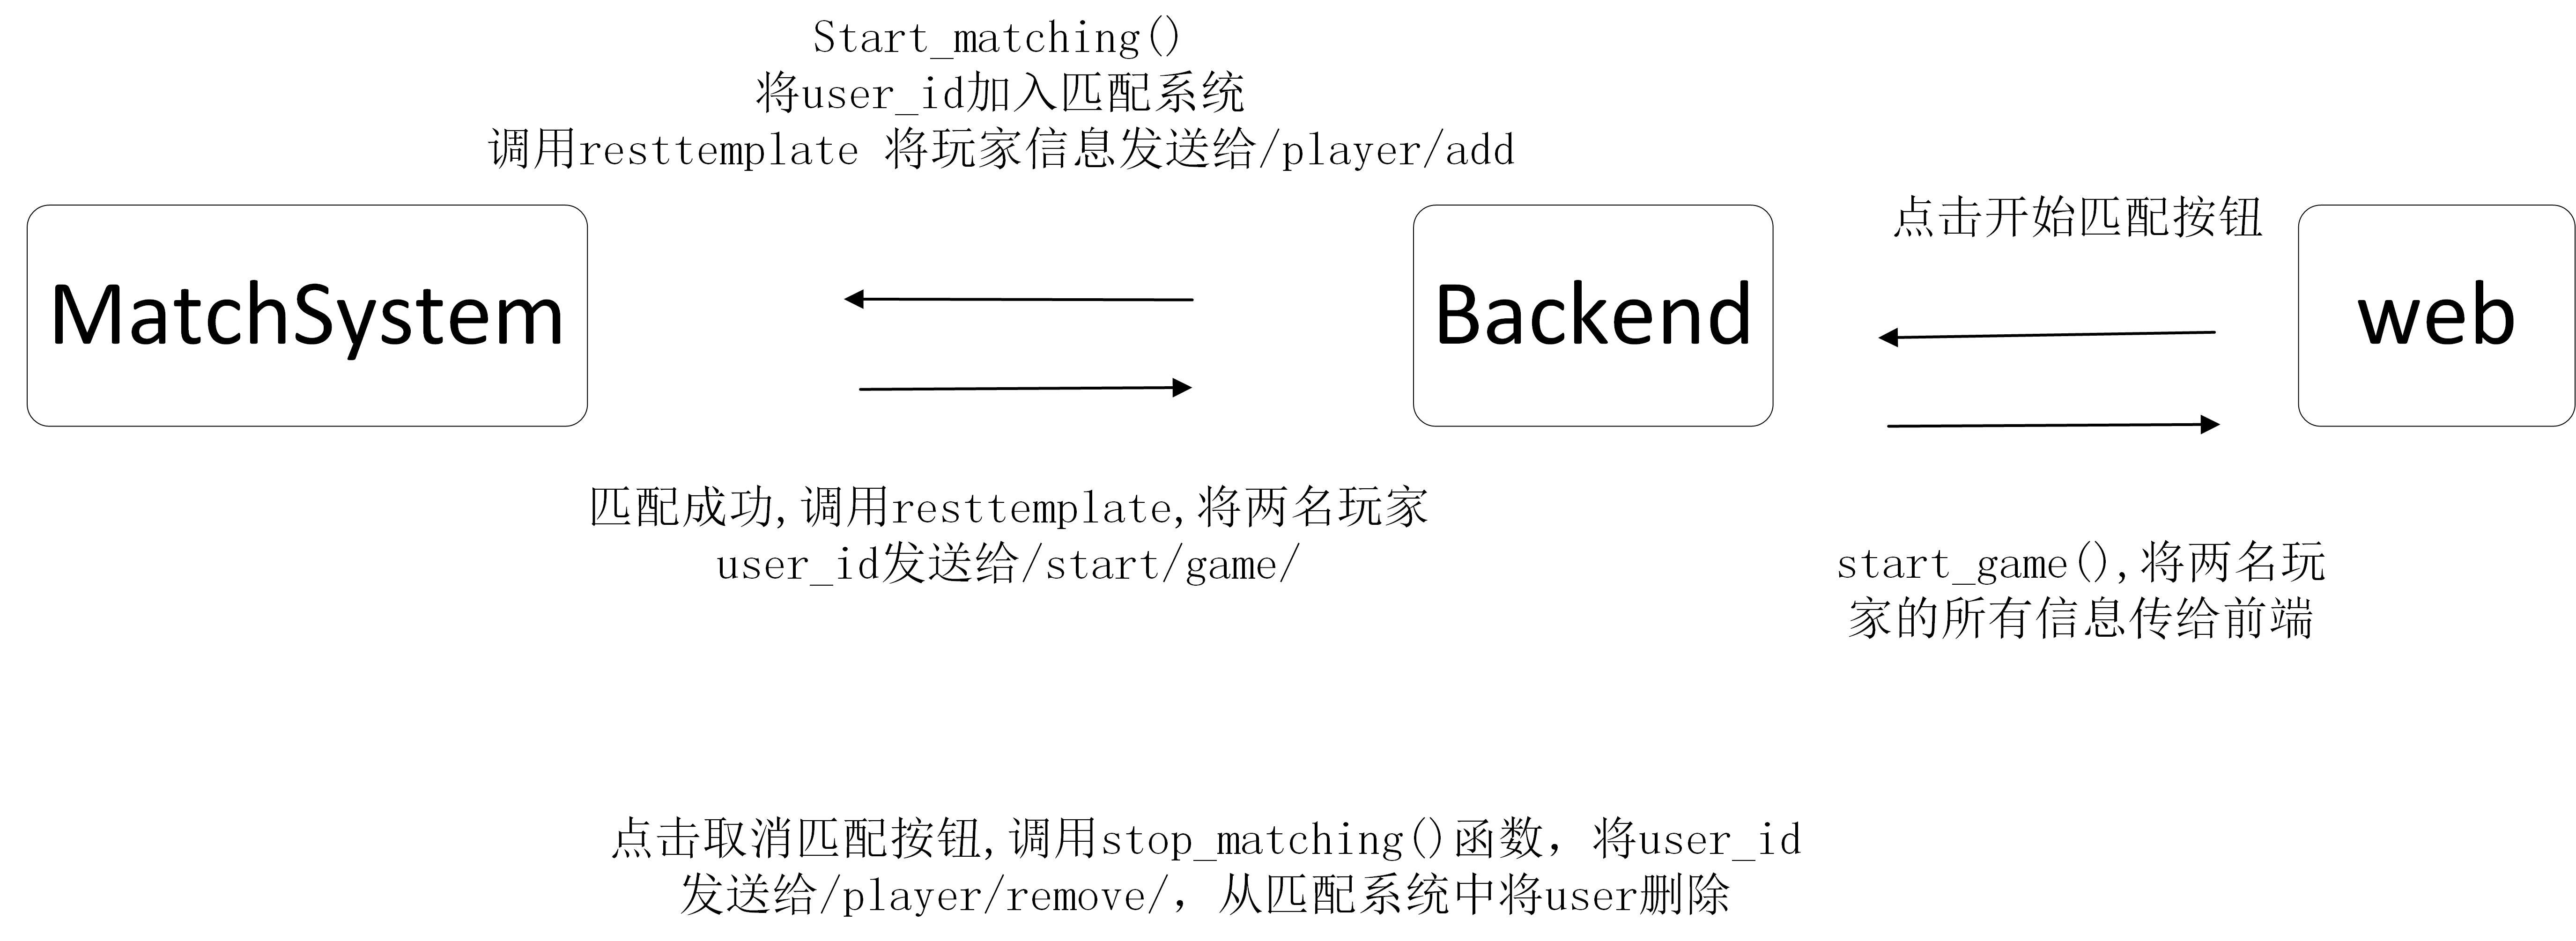 Start_matching()
将user_id加入匹配系统
调用resttemplate 将玩家信息发送给/player/add
点击开始匹配按钮
MatchSystem
Backend
web
匹配成功,调用resttemplate,将两名玩家
user_id发送给/start/game/
start_game(),将两名玩
家的所有信息传给前端
点击取消匹配按钮,调用stop_matching()函数，将user_id
发送给/player/remove/，从匹配系统中将user删除